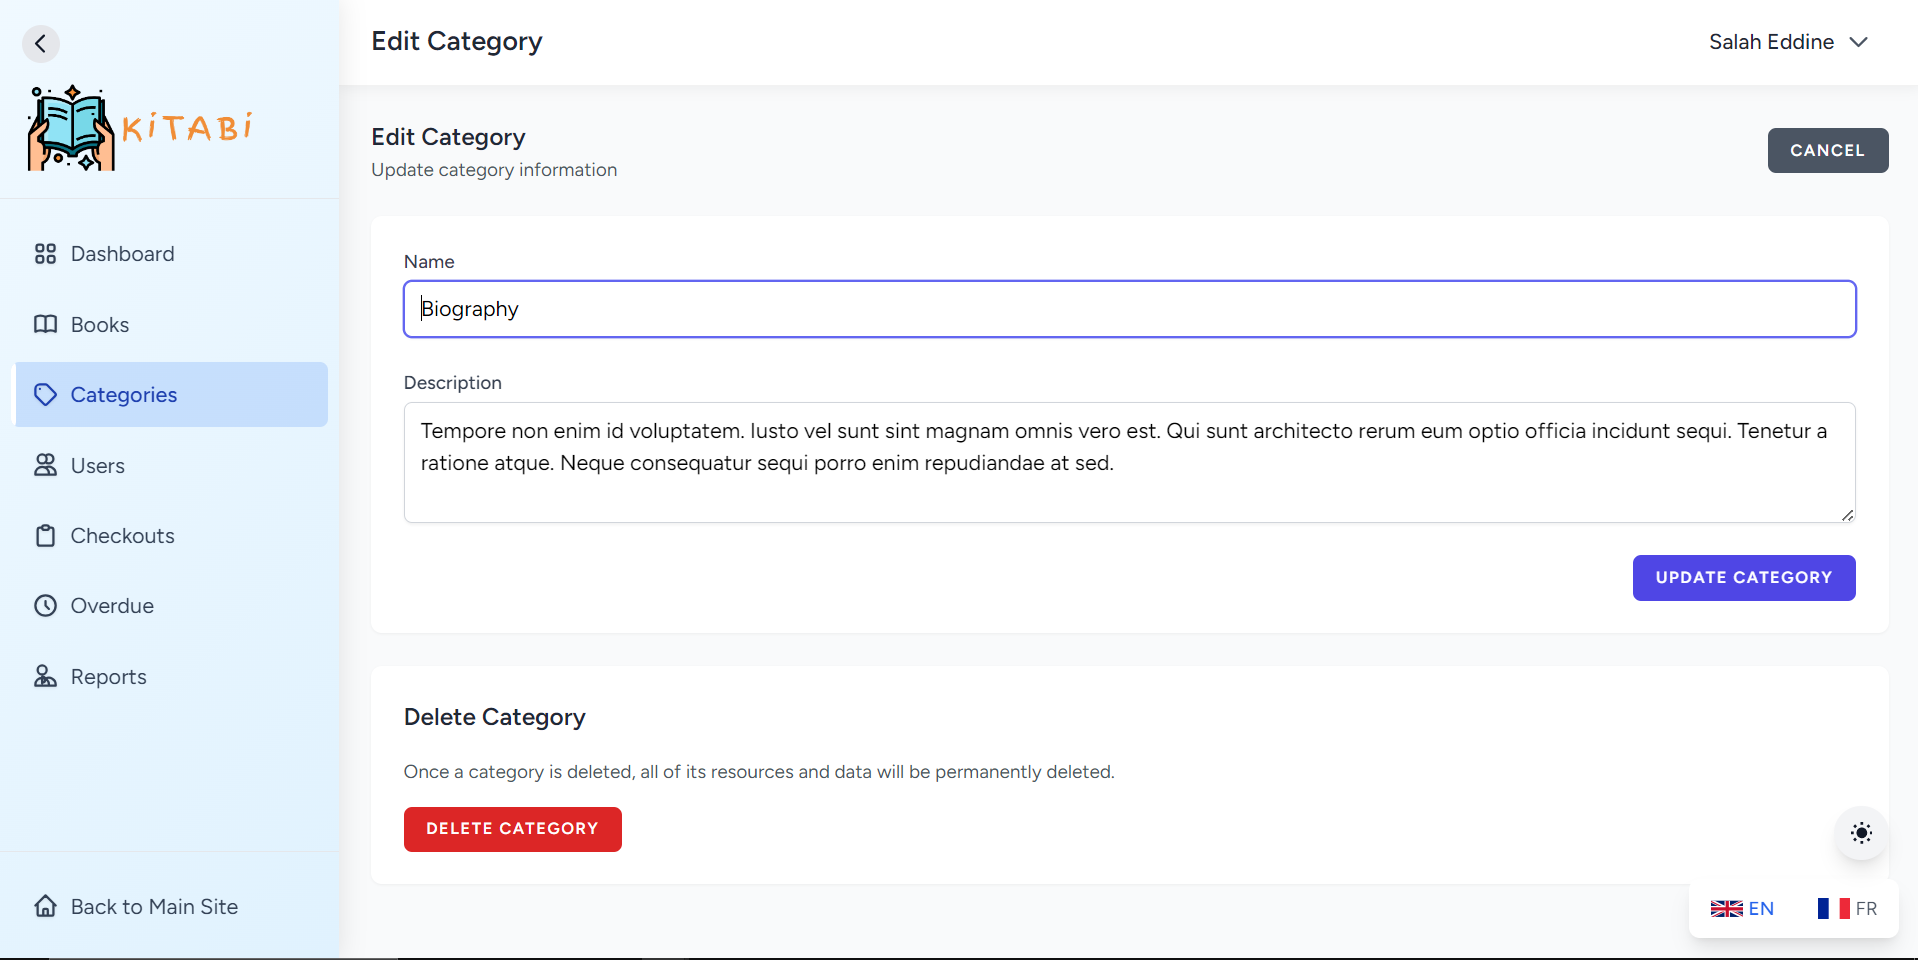 KiTABi
Dashboard
Books
Categories
Users
Checkouts
Overdue
Reports
Back to Main Site
Edit Category
Salah Eddine
Edit Category
Update category information
CANCEL
Name
Biography
Description
Tempore non enim id voluptatem. Iusto vel sunt sint magnam omnis vero est. Qui sunt architecto rerum eum optio officia incidunt sequi. Tenetur a
ratione atque. Neque consequatur sequi porro enim repudiandae at sed.
UPDATE CATEGORY
Delete Category
Once a category is deleted, all of its resources and data will be permanently deleted.
DELETE CATEGORY
EN
FR